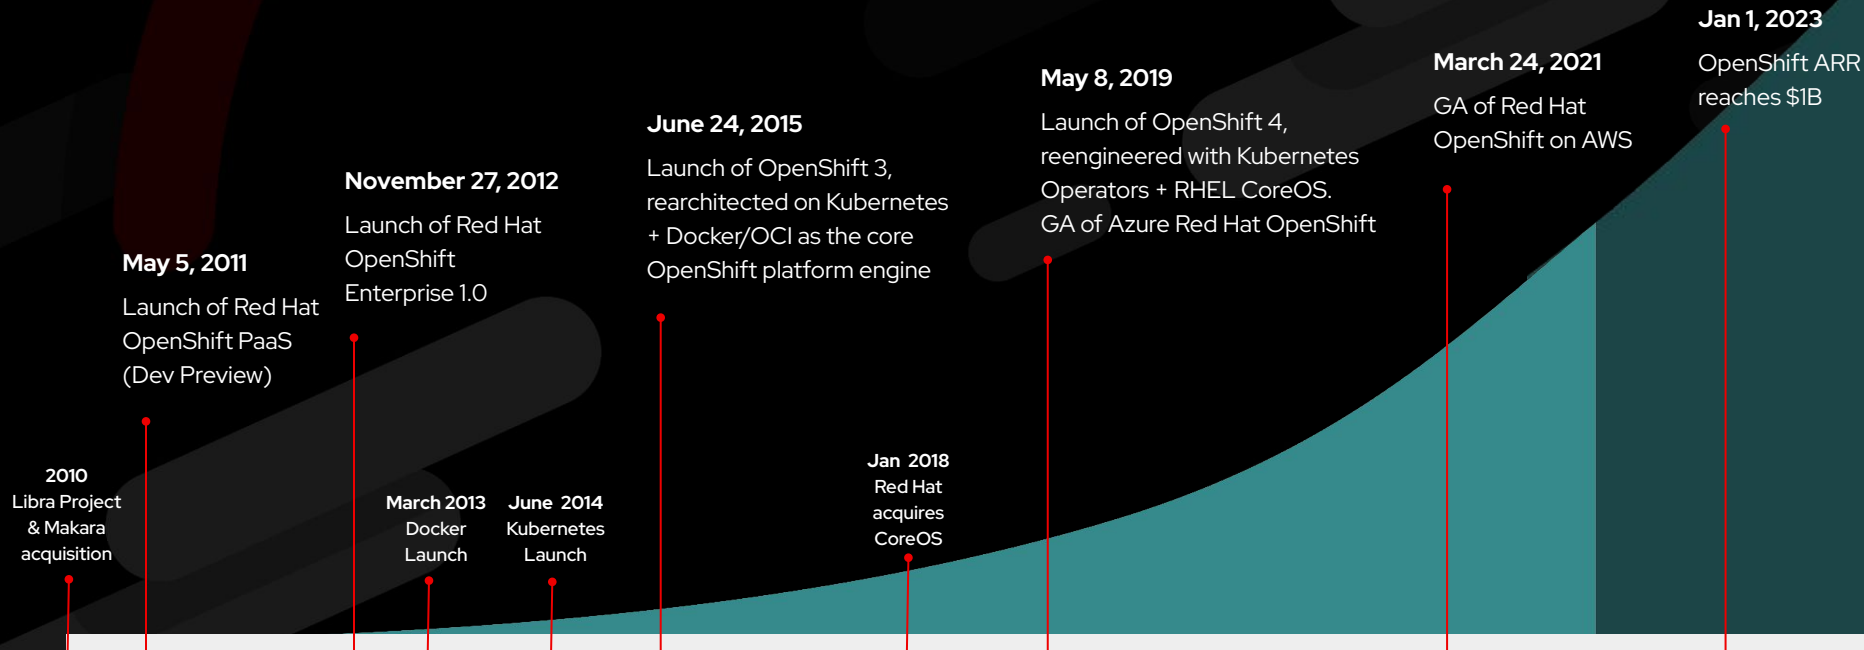 2010
Libra Project
& Makara
acquisition
May 5, 2011
Launch of Red Hat
OpenShift PaaS
(Dev Preview)
November 27, 2012
Launch of Red Hat
OpenShift
Enterprise 1.0
March 2013
Docker
Launch
June 2014
Kubernetes
Launch
June 24, 2015
Launch of OpenShift 3,
rearchitected on Kubernetes
+ Docker/OCI as the core
OpenShift platform engine
Jan 2018
Red Hat
acquires
CoreOS
May 8, 2019
Launch of OpenShift 4,
reengineered with Kubernetes
Operators + RHEL CoreOS.
GA of Azure Red Hat OpenShift
March 24, 2021
GA of Red Hat
OpenShift on AWS
Jan 1, 2023
OpenShift ARR
reaches $1B